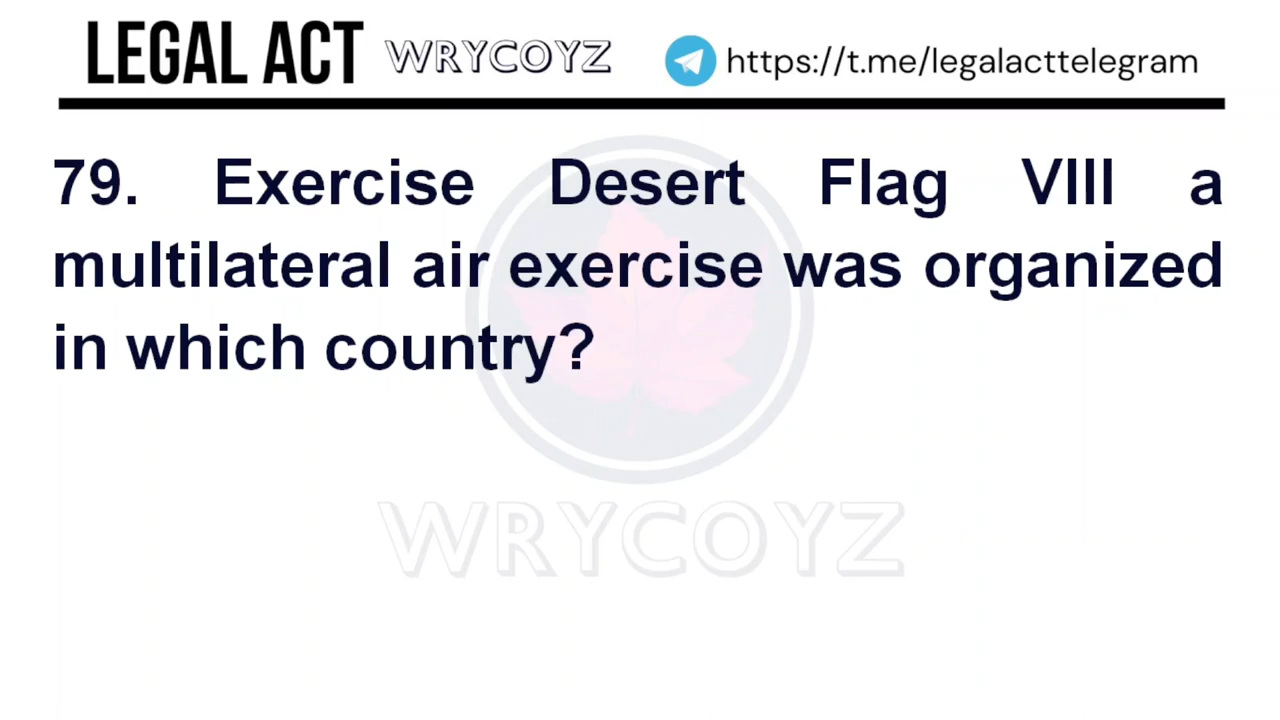 LEGAL ACT WRYCOYZ https://t.me/legalacttelegram
79. Exercise Desert Flag VIII a
multilateral air exercise was organized
in which country?
WRYCOYZ